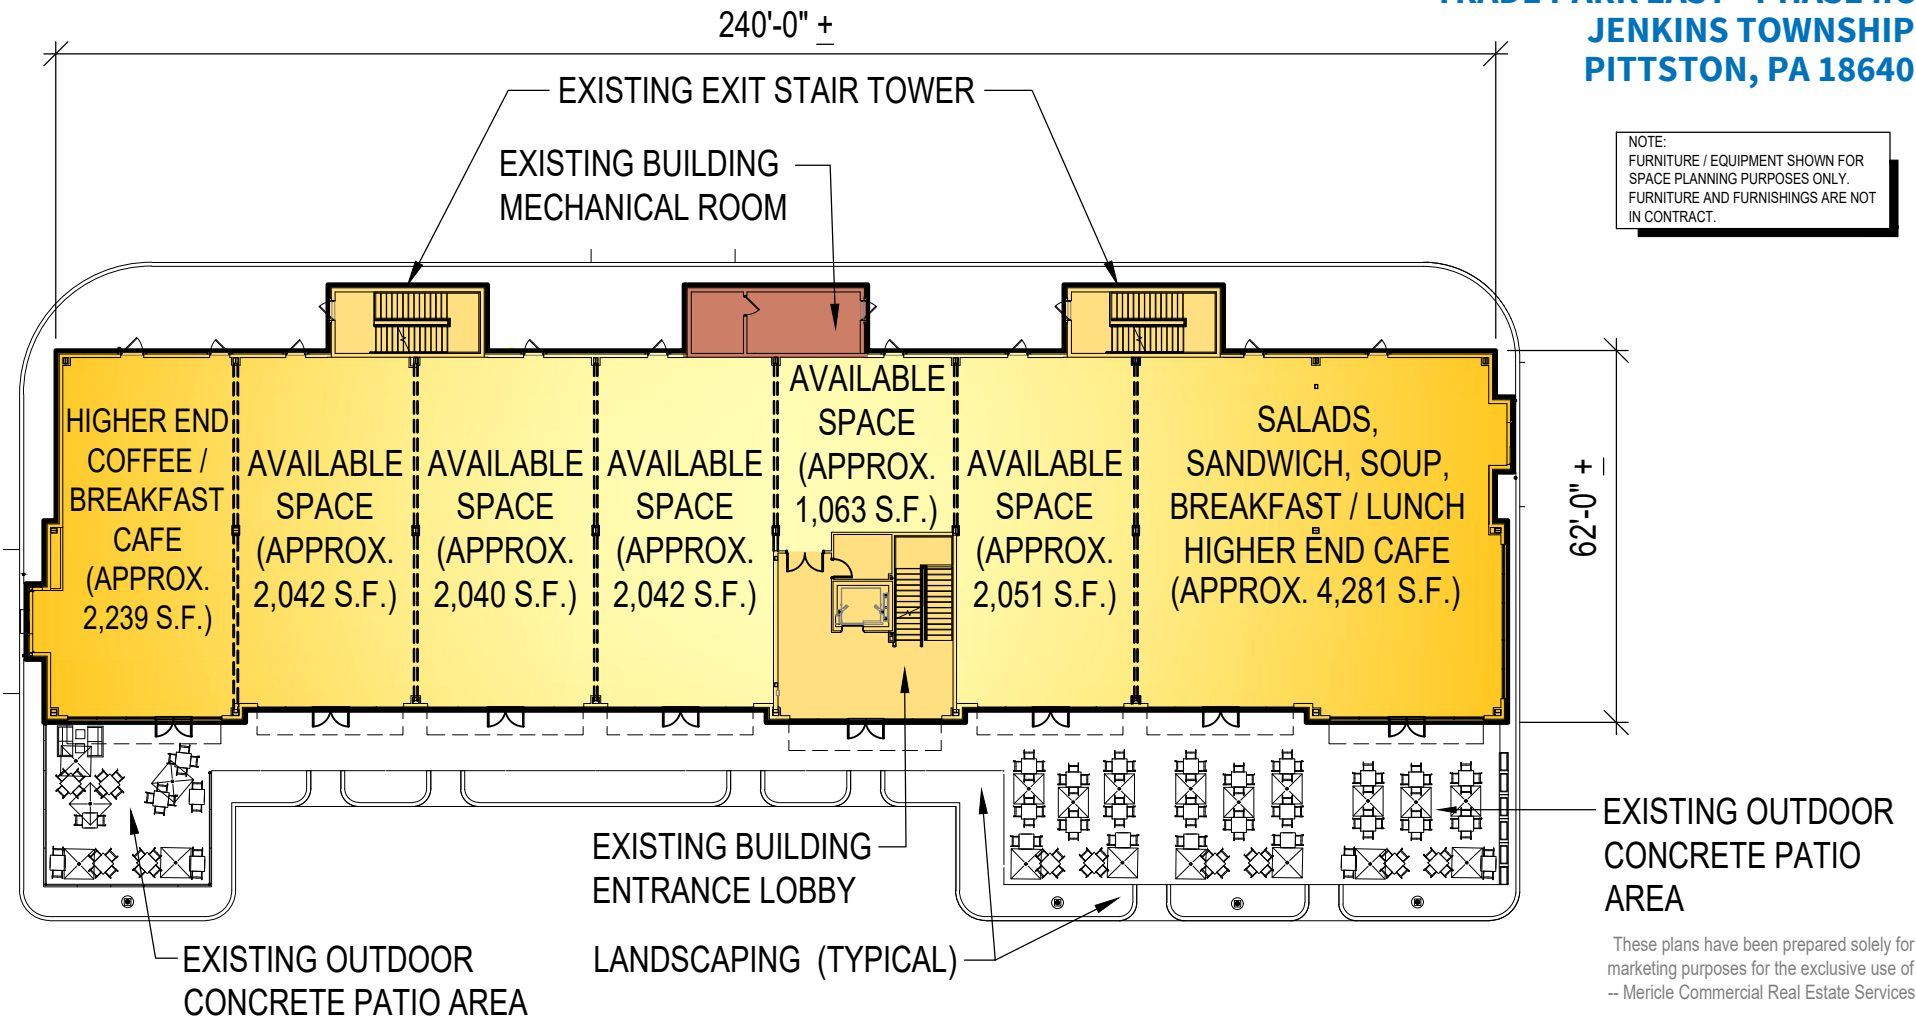 JENKINS TOWNSHIP
PITTSTON, PA 18640
240'-0" +
EXISTING EXIT STAIR TOWER
EXISTING BUILDING
MECHANICAL ROOM
NOTE:
FURNITURE / EQUIPMENT SHOWN FOR
SPACE PLANNING PURPOSES ONLY.
FURNITURE AND FURNISHINGS ARE NOT
IN CONTRACT.
HIGHER END
COFFEE /
BREAKFAST
CAFE
(APPROX.
2,239 S.F.)
AVAILABLE
SPACE
(APPROX.
2,042 S.F.)
AVAILABLE
SPACE
(APPROX.
2,040 S.F.)
AVAILABLE
SPACE
(APPROX.
2,042 S.F.)
AVAILABLE
SPACE
(APPROX.
1,063 S.F.)
AVAILABLE
SPACE
(APPROX.
2,051 S.F.)
SALADS,
SANDWICH, SOUP,
BREAKFAST / LUNCH
HIGHER END CAFE
(APPROX. 4,281 S.F.)
62'-0" +
EXISTING BUILDING
ENTRANCE LOBBY
LANDSCAPING (TYPICAL)
EXISTING OUTDOOR
CONCRETE PATIO AREA
EXISTING OUTDOOR
CONCRETE PATIO
AREA
These plans have been prepared solely for
marketing purposes for the exclusive use of
-- Mericle Commercial Real Estate Services